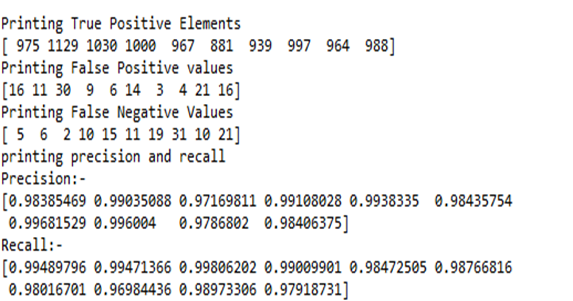 Printing True Positive Elements
[ 975 1129 1030 1000  967  881  939  997  964  988]
Printing False Positive values
[16 11 30  9  6 14  3  4 21 16]
Printing False Negative Values
[ 5  6  2 10 15 11 19 31 10 21]
printing precision and recall
Precision:-
[0.98385469 0.99035088 0.97169811 0.99108028 0.9938335  0.98435754
 0.99681529 0.996004   0.9786802  0.98406375]
Recall:-
[0.99489796 0.99471366 0.99806202 0.99009901 0.98472505 0.98766816
 0.98016701 0.96984436 0.98973306 0.97918731]